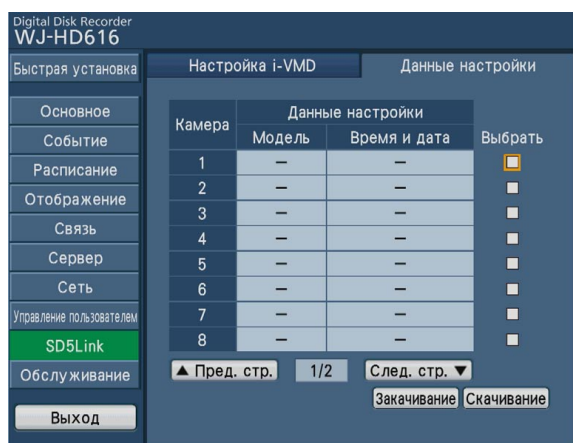 Digital Disk Recorder
WJ-HD616
Быстрая установка
Настройка i-VMD
Данные настройки
Основное
Событие
Расписание
Отображение
Связь
Сервер
Сеть
Управление пользователем
SD5Link
Обслуживание
Выход
Камера
Данные настройки
Модель
Время и дата
Выбрать
1 — —
2 — —
3 — —
4 — —
5 — —
6 — —
7 — —
8 — —
▲ Пред. стр. 1/2 След. стр. ▼
Закачивание Скачивание